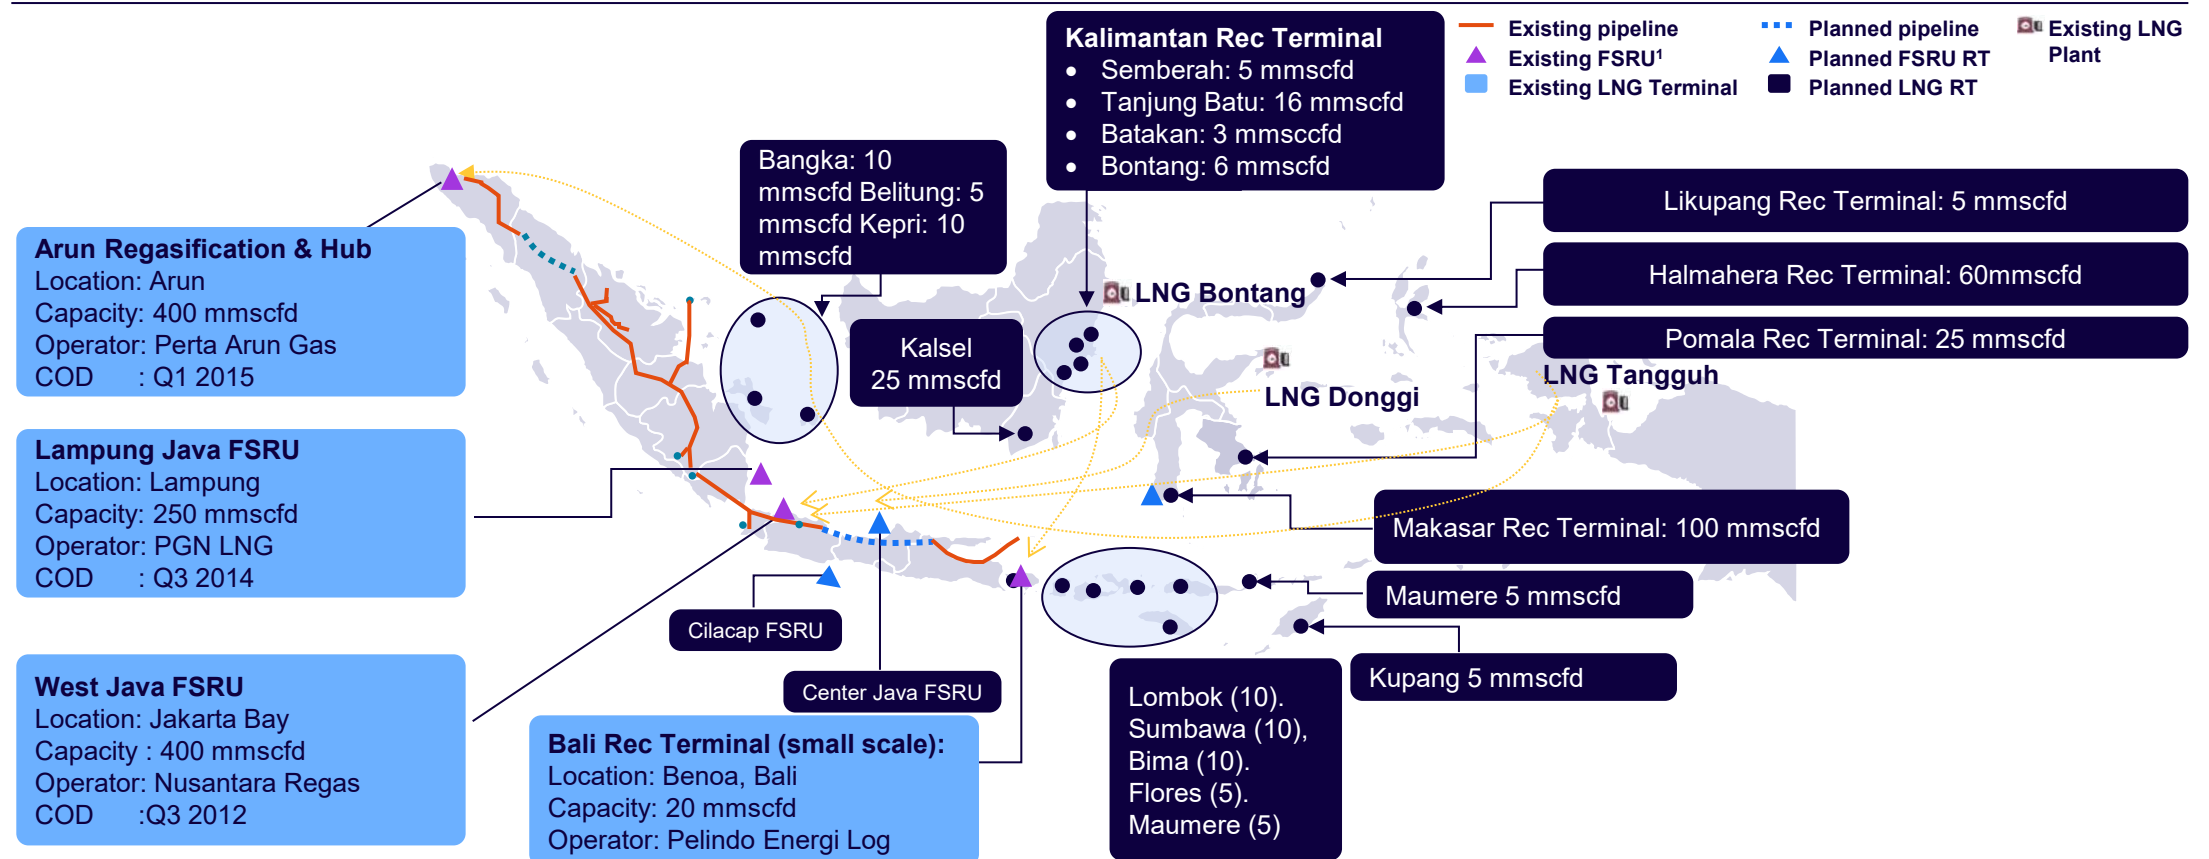 Existing pipeline
Existing FSRU¹
Existing LNG Terminal
Planned pipeline
Planned FSRU RT
Planned LNG RT
Existing LNG
Plant
Kalimantan Rec Terminal
• Semberah: 5 mmscfd
• Tanjung Batu: 16 mmscfd
• Batakan: 3 mmsccfd
• Bontang: 6 mmscfd
Bangka: 10
mmscfd Belitung: 5
mmscfd Kepri: 10
mmscfd
Likupang Rec Terminal: 5 mmscfd
Halmahera Rec Terminal: 60mmscfd
Pomala Rec Terminal: 25 mmscfd
Arun Regasification & Hub
Location: Arun
Capacity: 400 mmscfd
Operator: Perta Arun Gas
COD : Q1 2015
LNG Bontang
Kalsel
25 mmscfd
LNG Donggi
LNG Tangguh
Lampung Java FSRU
Location: Lampung
Capacity: 250 mmscfd
Operator: PGN LNG
COD : Q3 2014
Makasar Rec Terminal: 100 mmscfd
Maumere 5 mmscfd
Kupang 5 mmscfd
Cilacap FSRU
Center Java FSRU
West Java FSRU
Location: Jakarta Bay
Capacity : 400 mmscfd
Operator: Nusantara Regas
COD :Q3 2012
Bali Rec Terminal (small scale):
Location: Benoa, Bali
Capacity: 20 mmscfd
Operator: Pelindo Energi Log
Lombok (10).
Sumbawa (10),
Bima (10).
Flores (5).
Maumere (5)